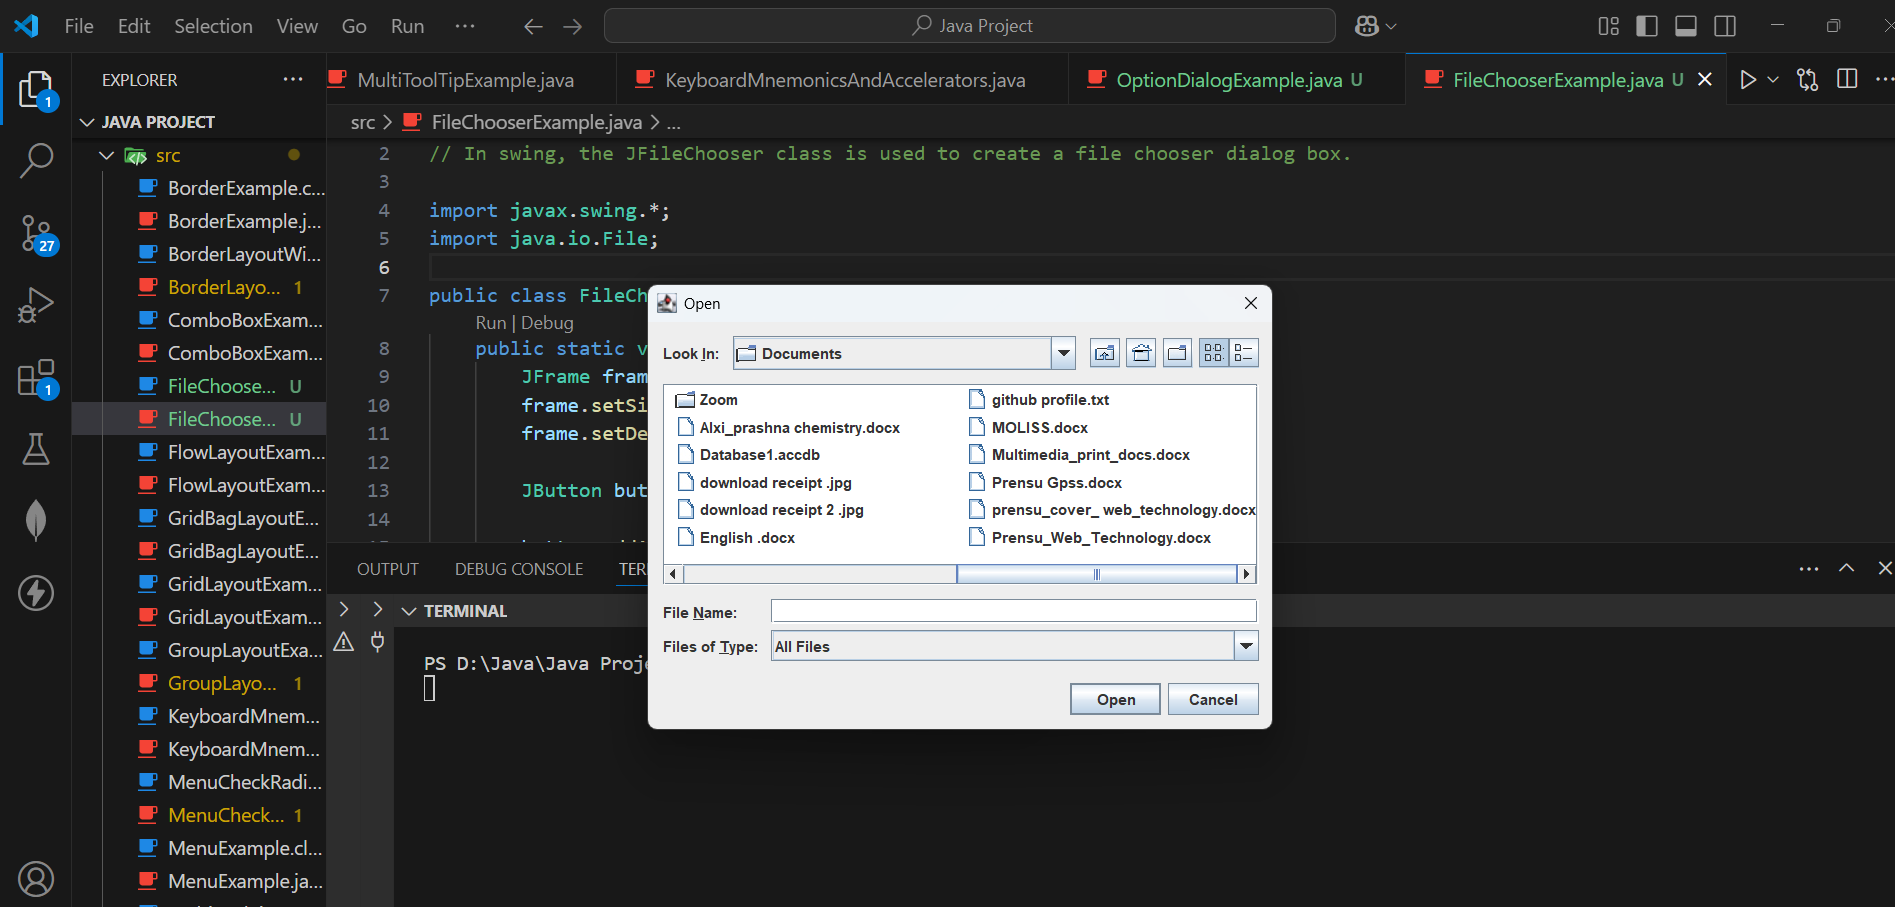 File Edit Selection View Go Run ...
Java Project
EXPLORER ...
JAVA PROJECT
src
BorderExample.c...
BorderExample.j...
BorderLayoutWi...
BorderLayo... 1
ComboBoxExam...
ComboBoxExam...
FileChoose... U
FileChoose... U
FlowLayoutExam...
FlowLayoutExam...
GridBagLayoutE...
GridBagLayoutE...
GridLayoutExam...
GridLayoutExam...
GroupLayoutExa...
GroupLayo... 1
KeyboardMnem...
KeyboardMnem...
MenuCheckRadi...
MenuCheck... 1
MenuExample.cl...
MenuExample.ja...
1
27
1
MultiToolTipExample.java
KeyboardMnemonicsAndAccelerators.java
OptionDialogExample.java U
FileChooserExample.java U
src > FileChooserExample.java > ...
2 // In swing, the JFileChooser class is used to create a file chooser dialog box.
3
4 import javax.swing.*;
5 import java.io.File;
6
7 public class FileCh
Run | Debug
8 public static v
9 JFrame fram
10 frame.setSi
11 frame.setDe
12
13 JButton but
14
OUTPUT DEBUG CONSOLE TER
TERMINAL
PS D:\Java\Java Proje
Open
Look In: Documents
Zoom
Alxi_prashna chemistry.docx
Database1.accdb
download receipt .jpg
download receipt 2 .jpg
English .docx
github profile.txt
MOLISS.docx
Multimedia_print_docs.docx
Prensu Gpss.docx
prensu_cover_ web_technology.docx
Prensu_Web_Technology.docx
File Name:
Files of Type: All Files
Open Cancel